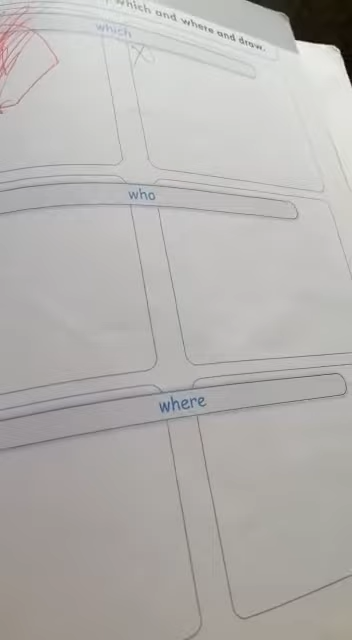 which and where and draw.
which
X
who
where